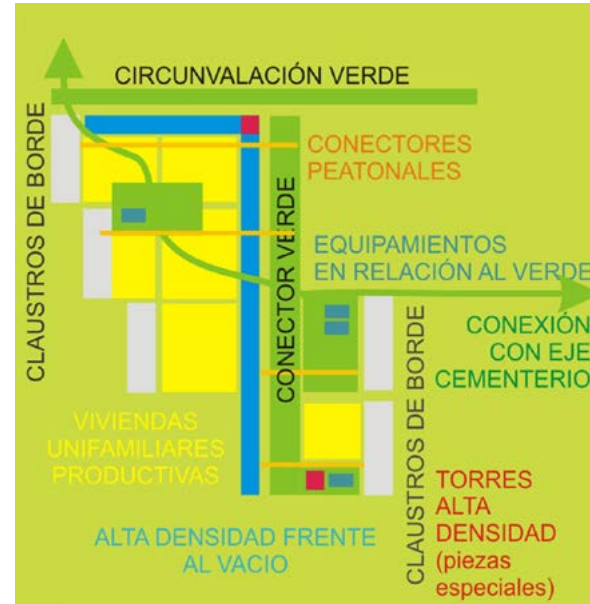 CIRCUNVALACIÓN VERDE
CLAUSTROS DE BORDE
CONECTORES
PEATONALES
CONECTOR VERDE
EQUIPAMIENTOS
EN RELACIÓN AL VERDE
CONEXIÓN
CON EJE
CEMENTERIO
CLAUSTROS DE BORDE
VIVIENDAS
UNIFAMILIARES
PRODUCTIVAS
TORRES
ALTA
DENSIDAD
(piezas
especiales)
ALTA DENSIDAD FRENTE
AL VACIO